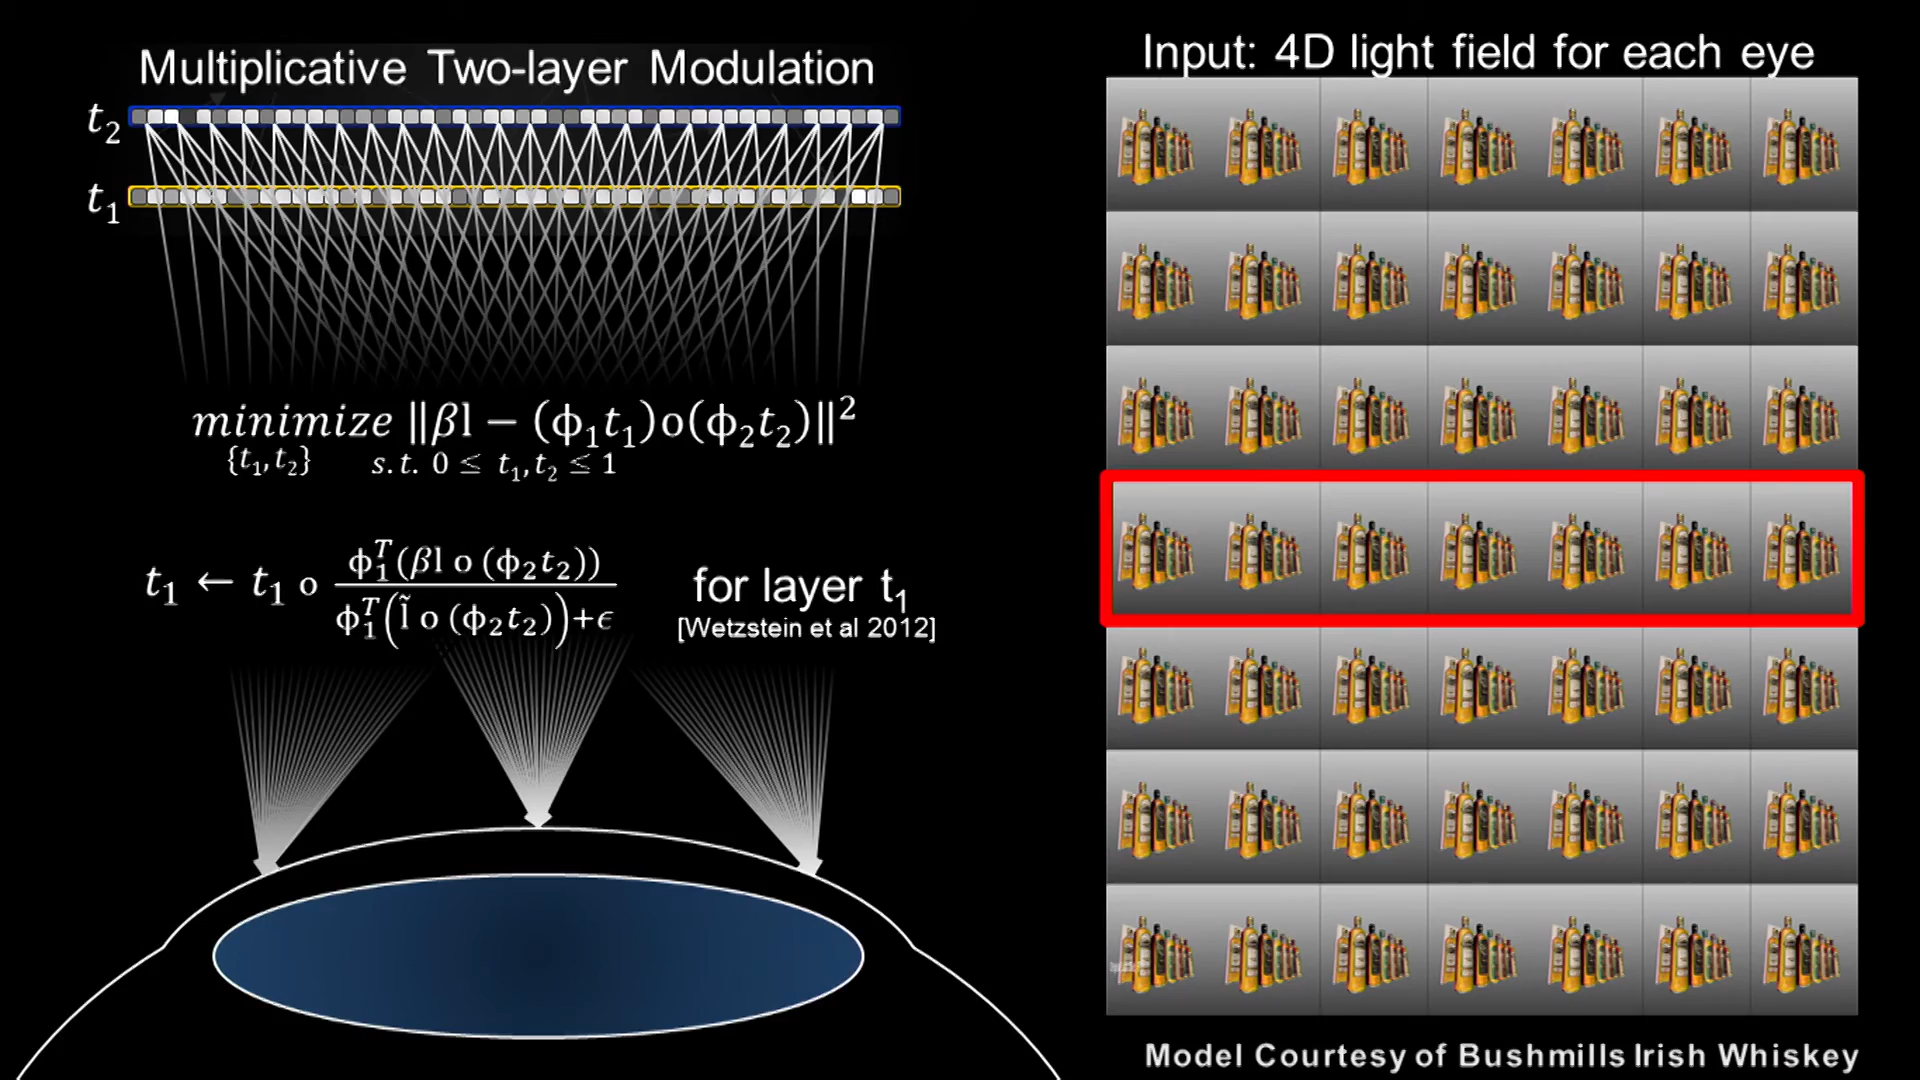 Multiplicative Two-layer Modulation
t₂
t₁
minimize ‖βl − (ϕ₁t₁)o(ϕ₂t₂)‖²
{t₁,t₂} s.t. 0 ≤ t₁,t₂ ≤ 1
t₁ ← t₁ o ϕ₁ᵀ(βl o (ϕ₂t₂)) / ϕ₁ᵀ(l̃ o (ϕ₂t₂))+ϵ
for layer t₁
[Wetzstein et al 2012]
Input: 4D light field for each eye
Model Courtesy of Bushmills Irish Whiskey